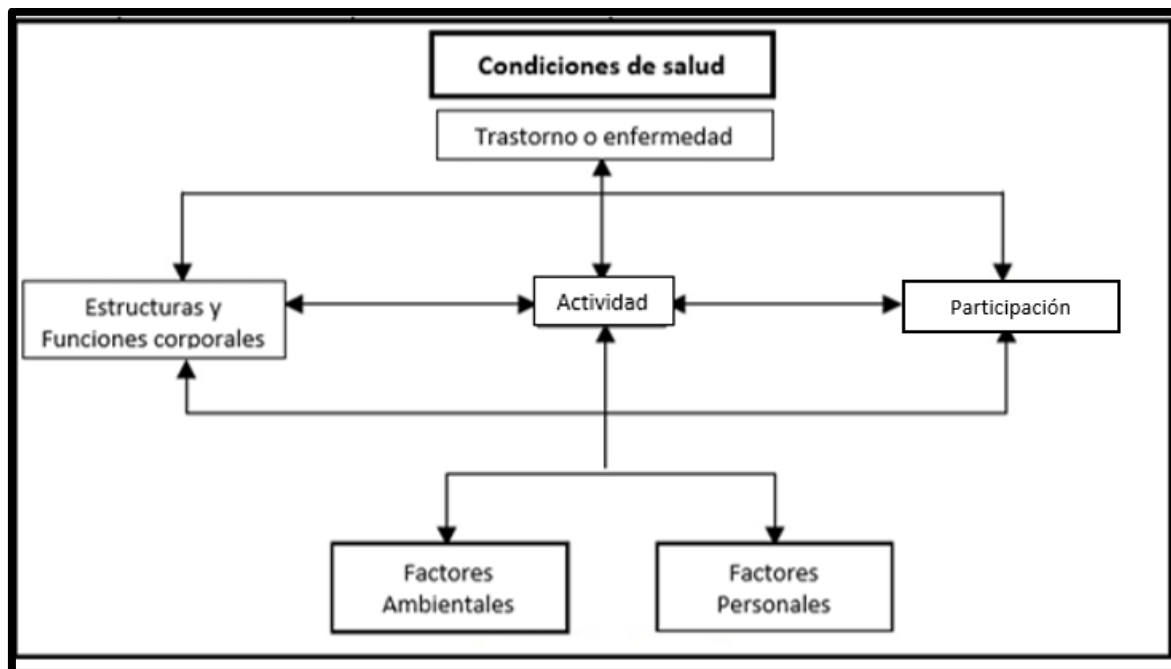 Condiciones de salud
Trastorno o enfermedad
Estructuras y
Funciones corporales
Actividad
Participación
Factores
Ambientales
Factores
Personales